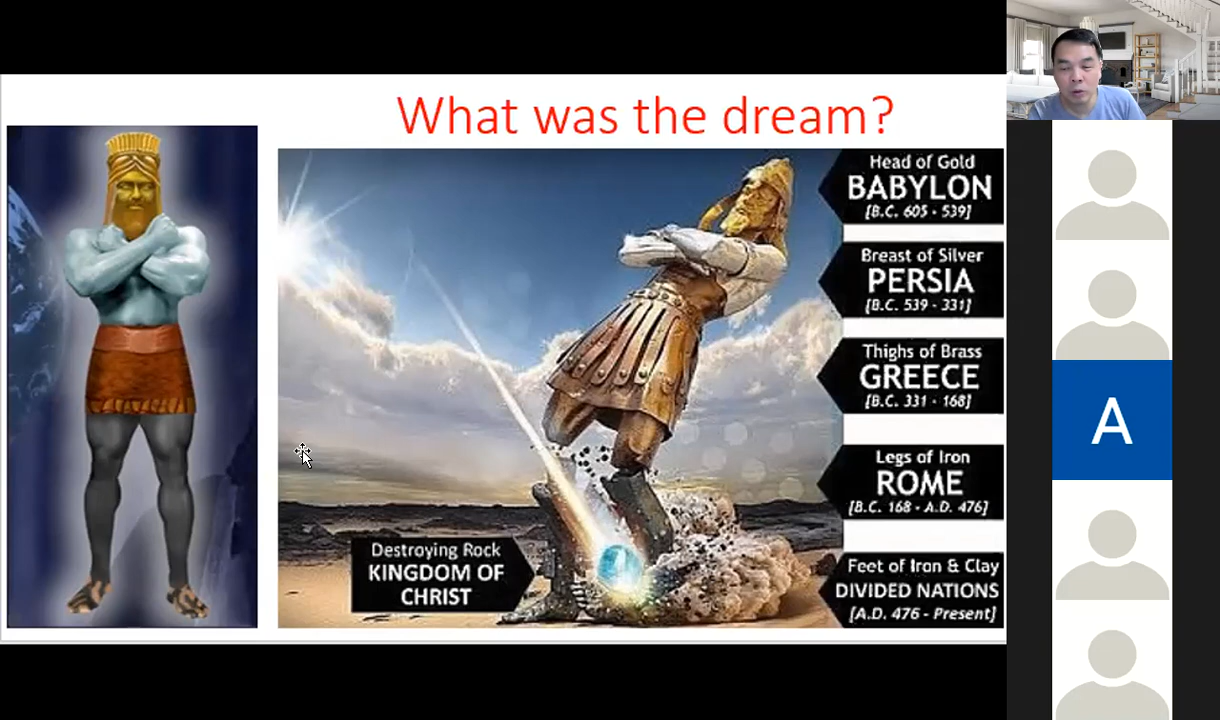 What was the dream?
Head of Gold
BABYLON
[B.C. 605 - 539]
Breast of Silver
PERSIA
[B.C. 539 - 331]
Thighs of Brass
GREECE
[B.C. 331 - 168]
Legs of Iron
ROME
[B.C. 168 - A.D. 476]
Feet of Iron & Clay
DIVIDED NATIONS
[A.D. 476 - Present]
Destroying Rock
KINGDOM OF
CHRIST
A